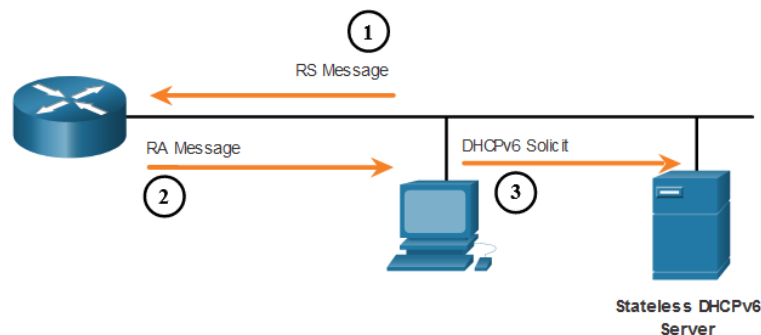 1
RS Message
RA Message
DHCPv6 Solicit
2
3
Stateless DHCPv6
Server